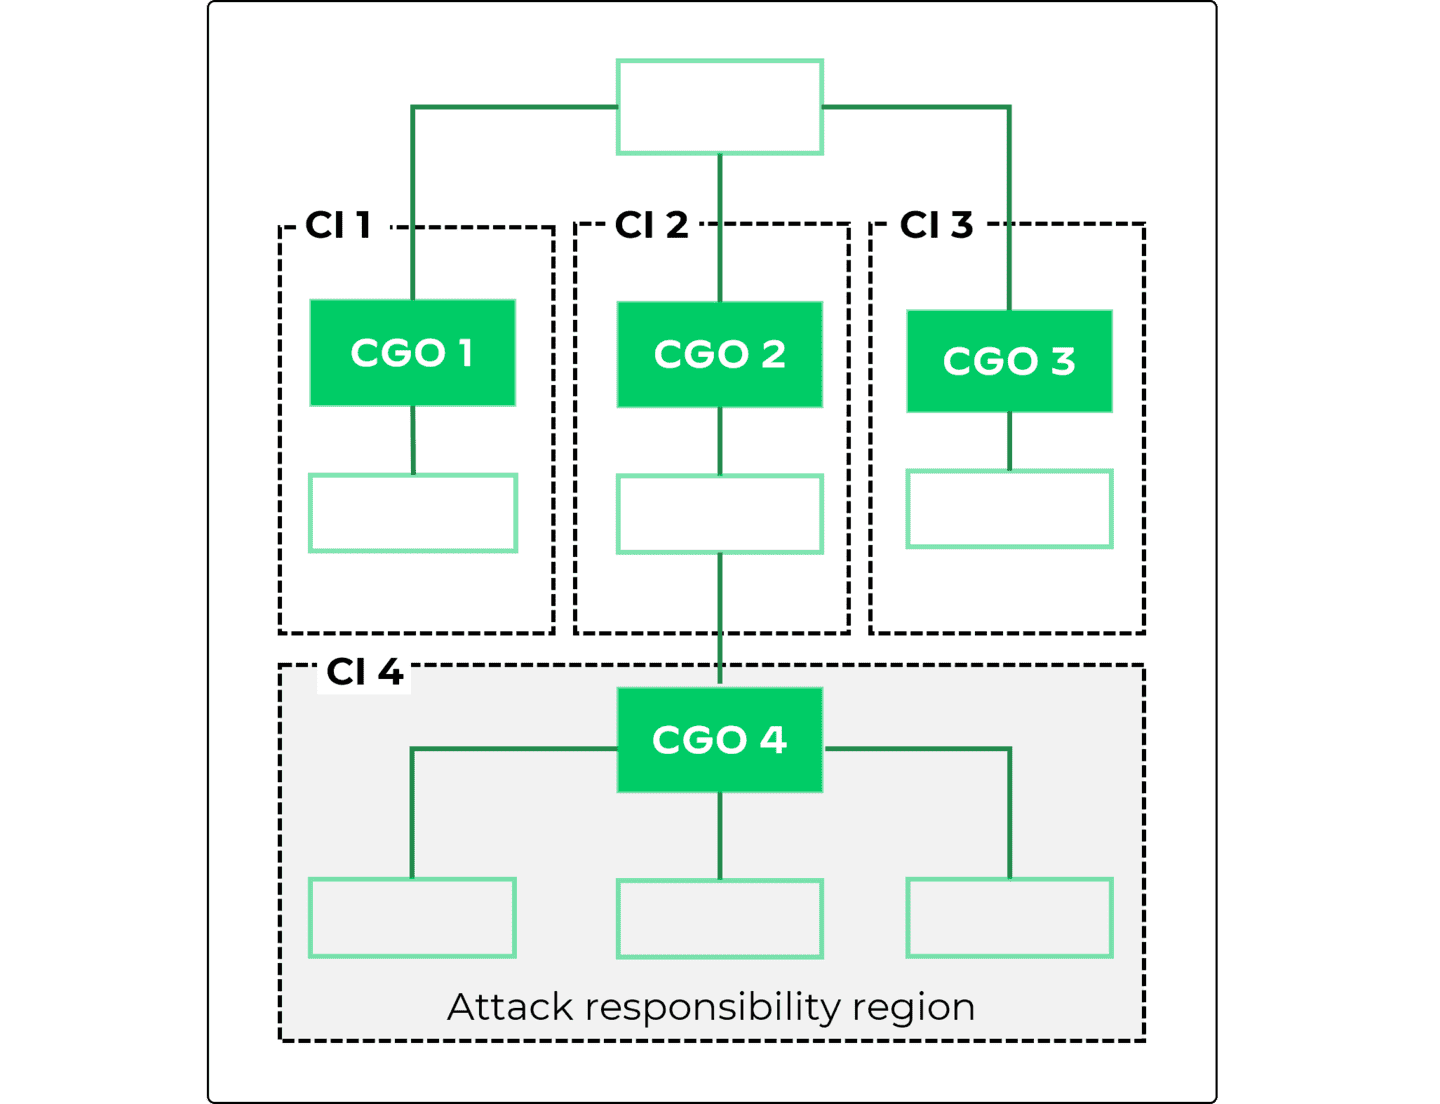 CI 1
CI 2
CI 3
CGO 1
CGO 2
CGO 3
CI 4
CGO 4
Attack responsibility region